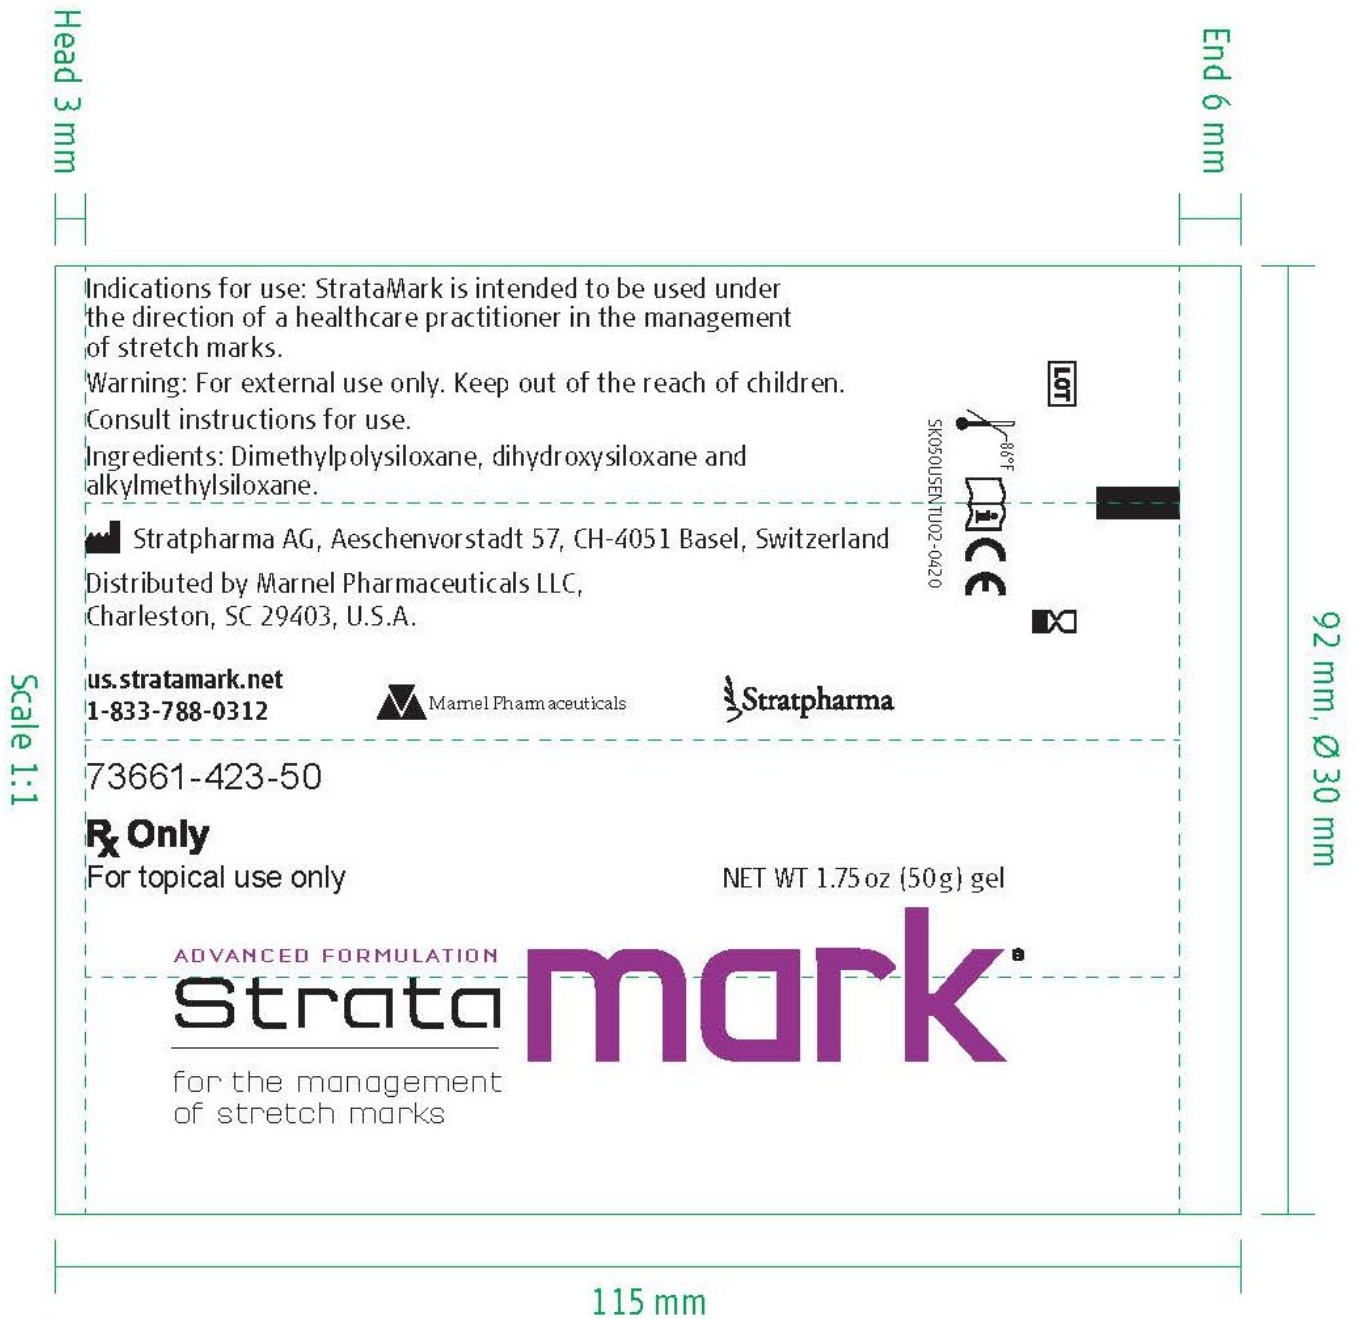 Head 3 mm
End 6 mm
Indications for use: StrataMark is intended to be used under
the direction of a healthcare practitioner in the management
of stretch marks.
Warning: For external use only. Keep out of the reach of children.
Consult instructions for use.
Ingredients: Dimethylpolysiloxane, dihydroxysiloxane and
alkylmethylsiloxane.
LOT
86°F
SK050USENTU02-0420
CE
Stratpharma AG, Aeschenvorstadt 57, CH-4051 Basel, Switzerland
Distributed by Marnel Pharmaceuticals LLC,
Charleston, SC 29403, U.S.A.
us.stratamark.net
1-833-788-0312
Marnel Pharmaceuticals
Stratpharma
Scale 1:1
92 mm, Ø 30 mm
73661-423-50
Rx Only
For topical use only
NET WT 1.75 oz (50 g) gel
ADVANCED FORMULATION
Strata mark®
for the management
of stretch marks
115 mm